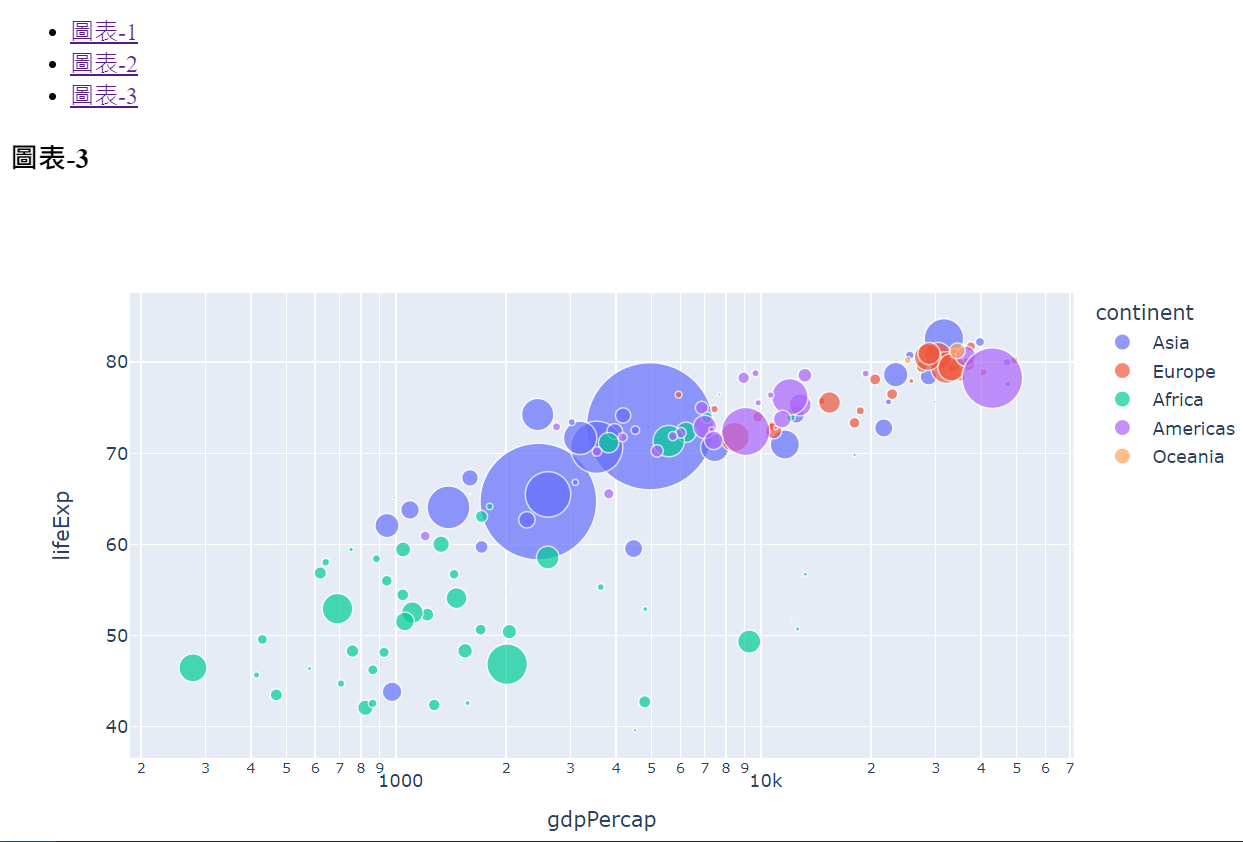 圖表-1
圖表-2
圖表-3
圖表-3
continent
Asia
Europe
Africa
Americas
Oceania
lifeExp
80
70
60
50
40
2 3 4 5 6 7 8 9 1000 2 3 4 5 6 7 8 9 10k 2 3 4 5 6 7
gdpPercap